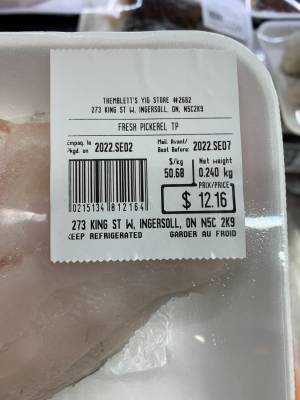 THEMBLETT'S YIG STORE #2682
273 KING ST W, INGERSOLL, ON, N5C2K9
FRESH PICKEREL TP
Empaq. le
/Pkgd. on 2022.SE02
Meil. Avant/
Best Before: 2022.SE07
$/kg
50.68
Net Weight
0.240 kg
PRIX/PRICE
$ 12.16
0215134 812164
273 KING ST W, INGERSOLL, ON N5C 2K9
KEEP REFRIGERATED GARDER AU FROID